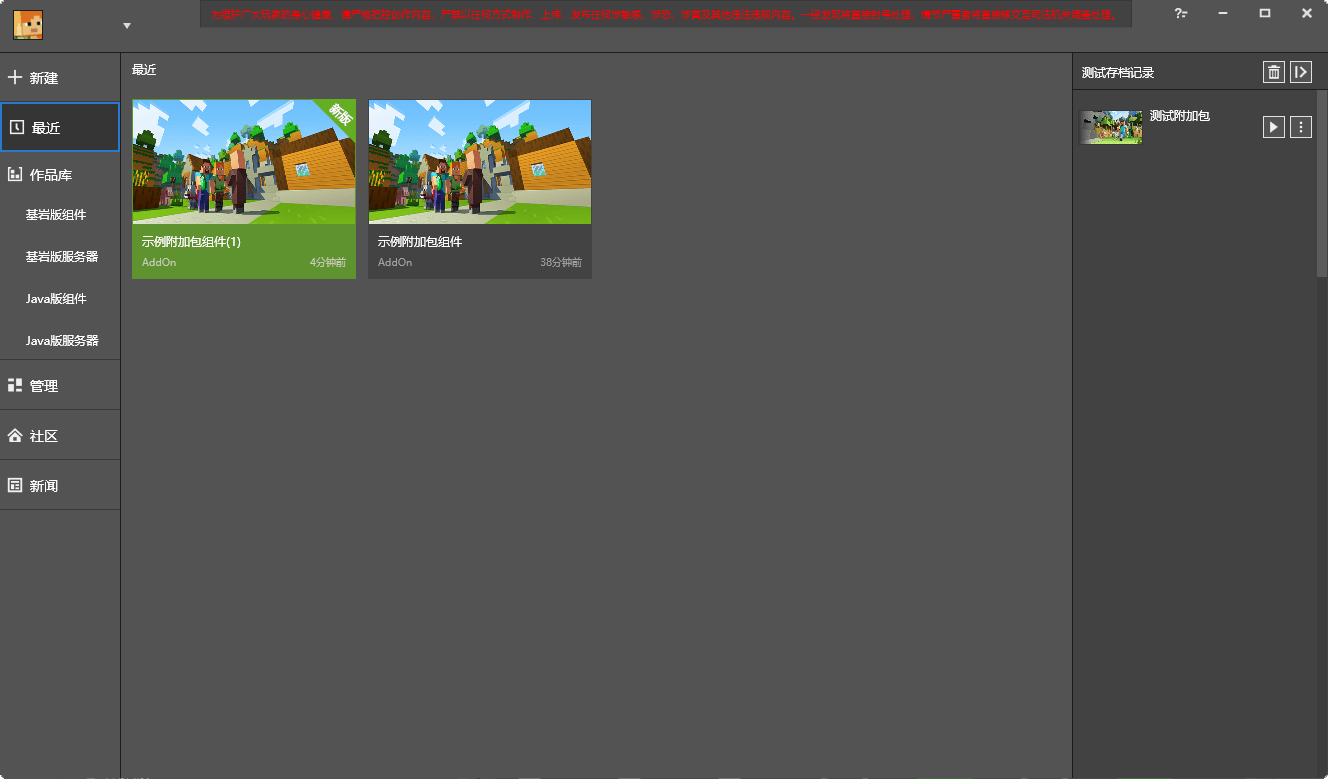 新建
最近
作品库
基岩版组件
基岩版服务器
Java版组件
Java版服务器
管理
社区
新闻
最近
新版
示例附加包组件(1)
AddOn
4分钟前
示例附加包组件
AddOn
38分钟前
测试存档记录
测试附加包